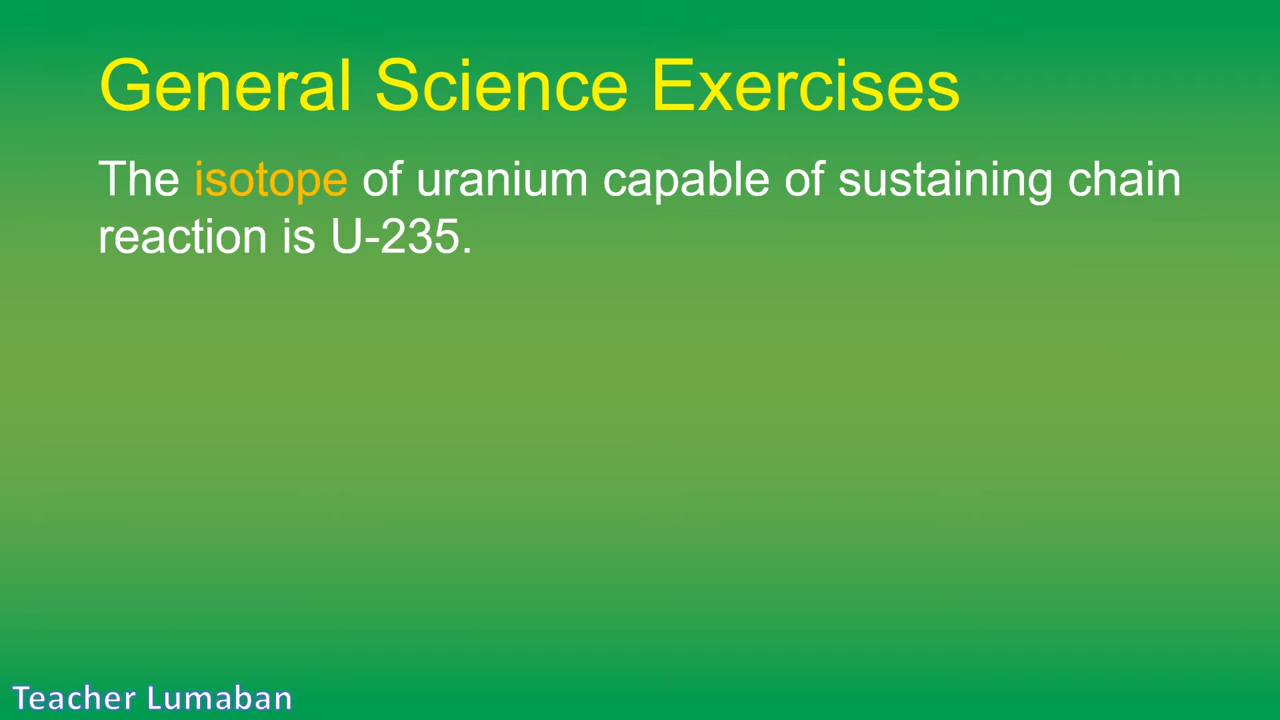 General Science Exercises
The isotope of uranium capable of sustaining chain
reaction is U-235.
Teacher Lumaban